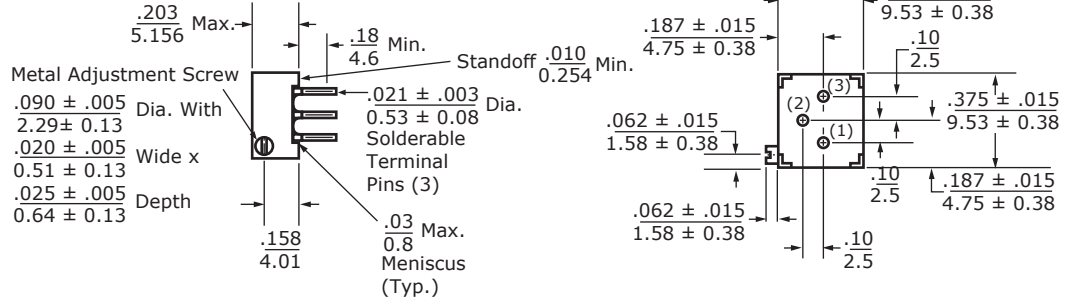 .203
5.156 Max.
.18
4.6 Min.
Standoff .010
0.254 Min.
Metal Adjustment Screw
.090 ± .005
2.29± 0.13 Dia. With
.020 ± .005
0.51 ± 0.13 Wide x
.025 ± .005
0.64 ± 0.13 Depth
.021 ± .003
0.53 ± 0.08 Dia.
Solderable
Terminal
Pins (3)
.158
4.01
.03
0.8 Max.
Meniscus
(Typ.)
9.53 ± 0.38
.187 ± .015
4.75 ± 0.38
.10
2.5
(3)
(2)
(1)
.375 ± .015
9.53 ± 0.38
.062 ± .015
1.58 ± 0.38
.10
2.5
.187 ± .015
4.75 ± 0.38
.062 ± .015
1.58 ± 0.38
.10
2.5